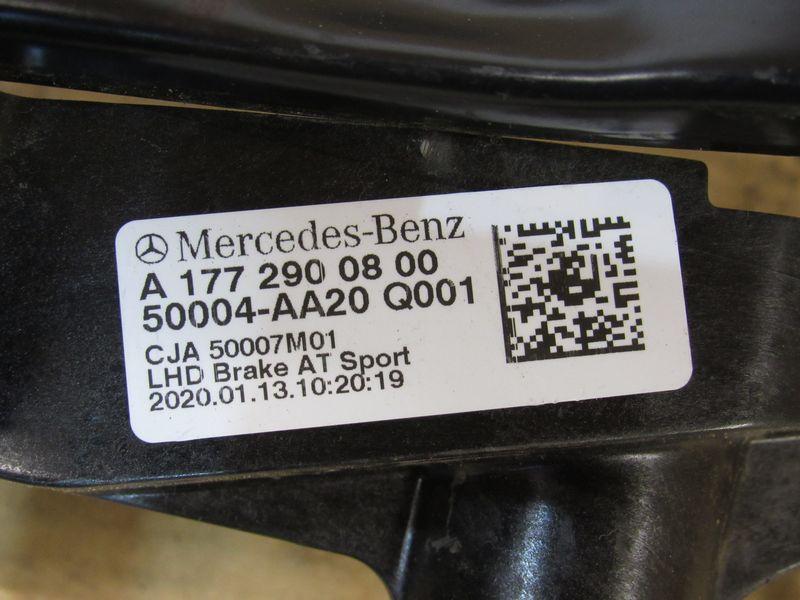 Mercedes-Benz
A 177 290 08 00
50004-AA20 Q001
CJA 50007M01
LHD Brake AT Sport
2020.01.13.10:20:19